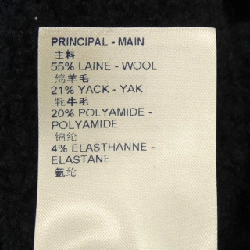 PRINCIPAL - MAIN
主料
55% LAINE - WOOL
绵羊毛
21% YACK - YAK
牦牛毛
20% POLYAMIDE -
POLYAMIDE
锦纶
4% ELASTHANNE -
ELASTANE
氨纶